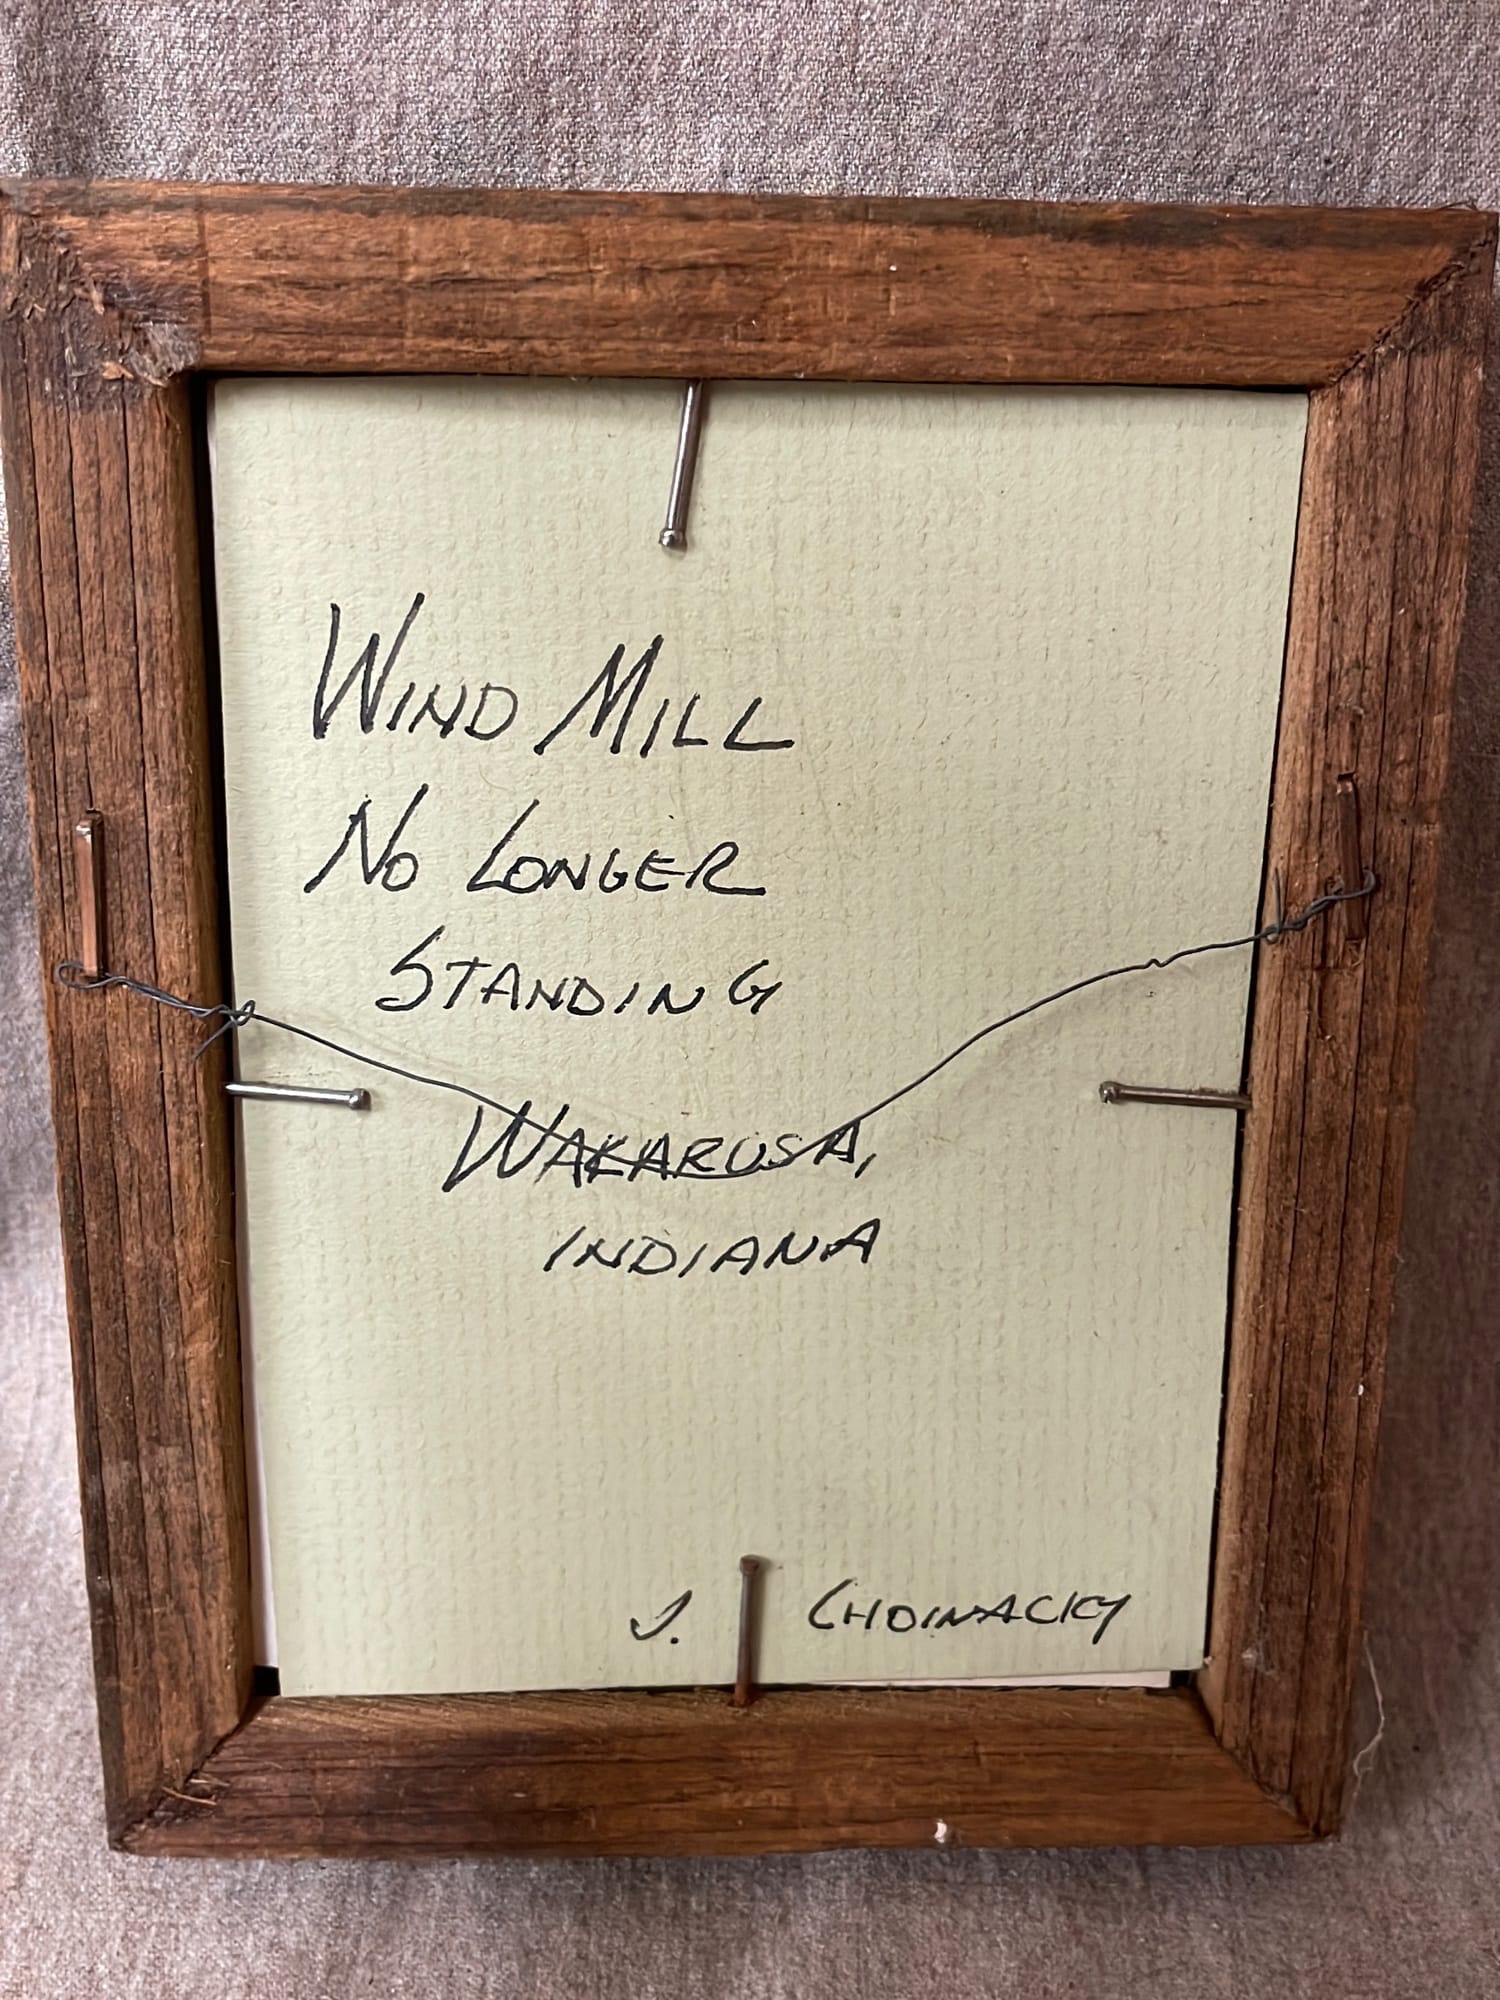 WIND MILL
NO LONGER
STANDING
WAKARUSA,
INDIANA
J. CHOINACKY